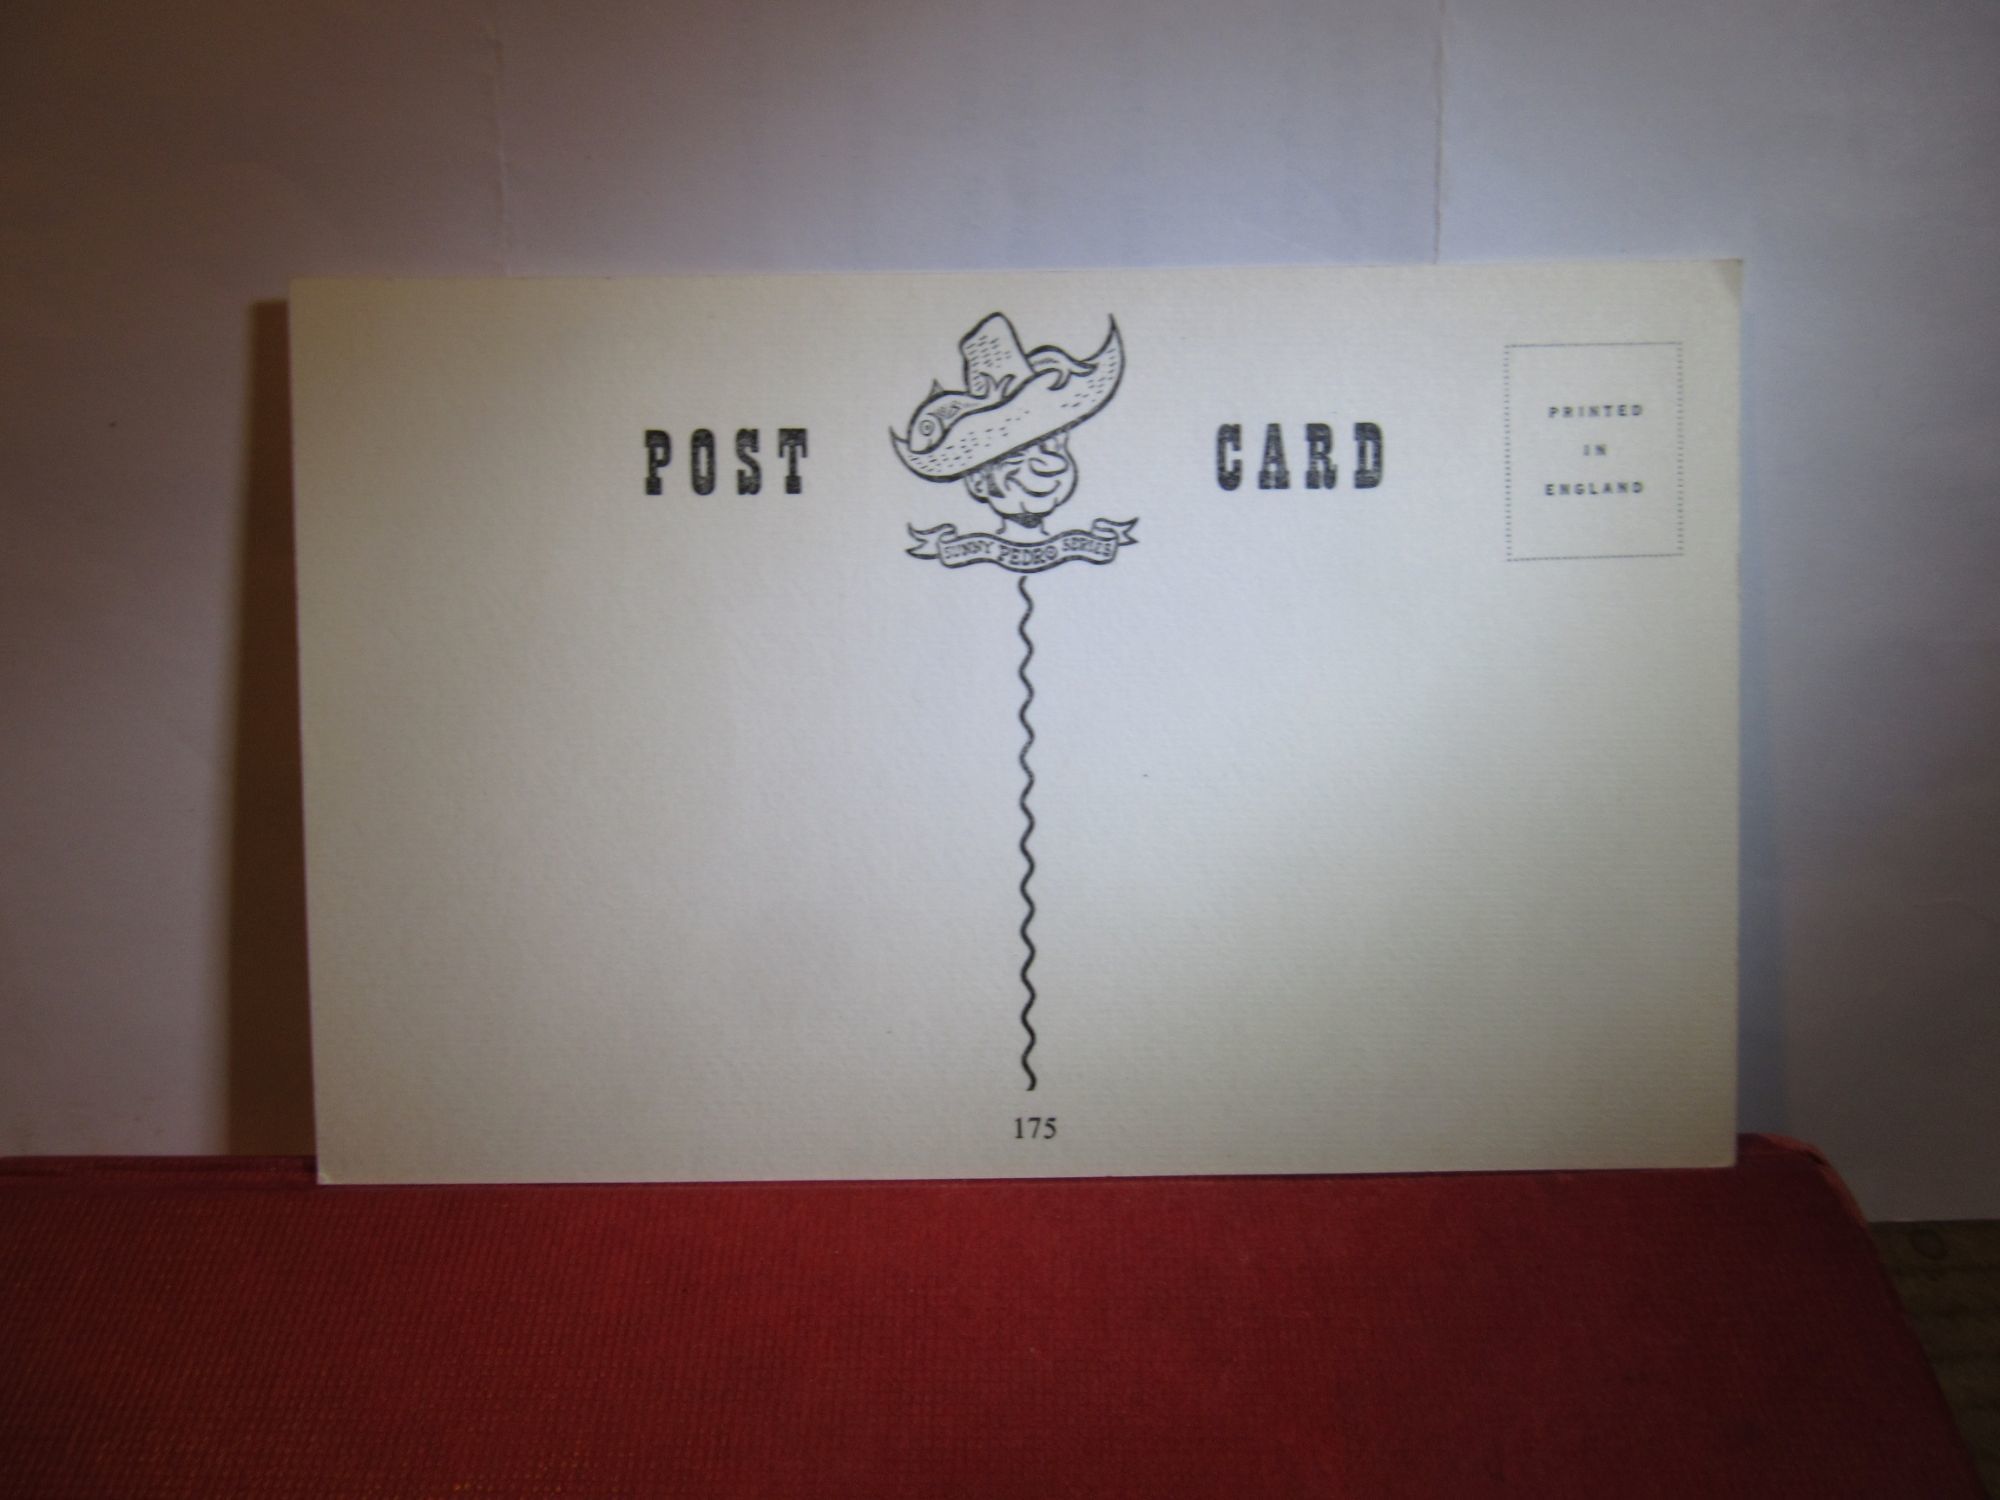 POST CARD
SUNNY PEDRO SERIES
PRINTED
IN
ENGLAND
175